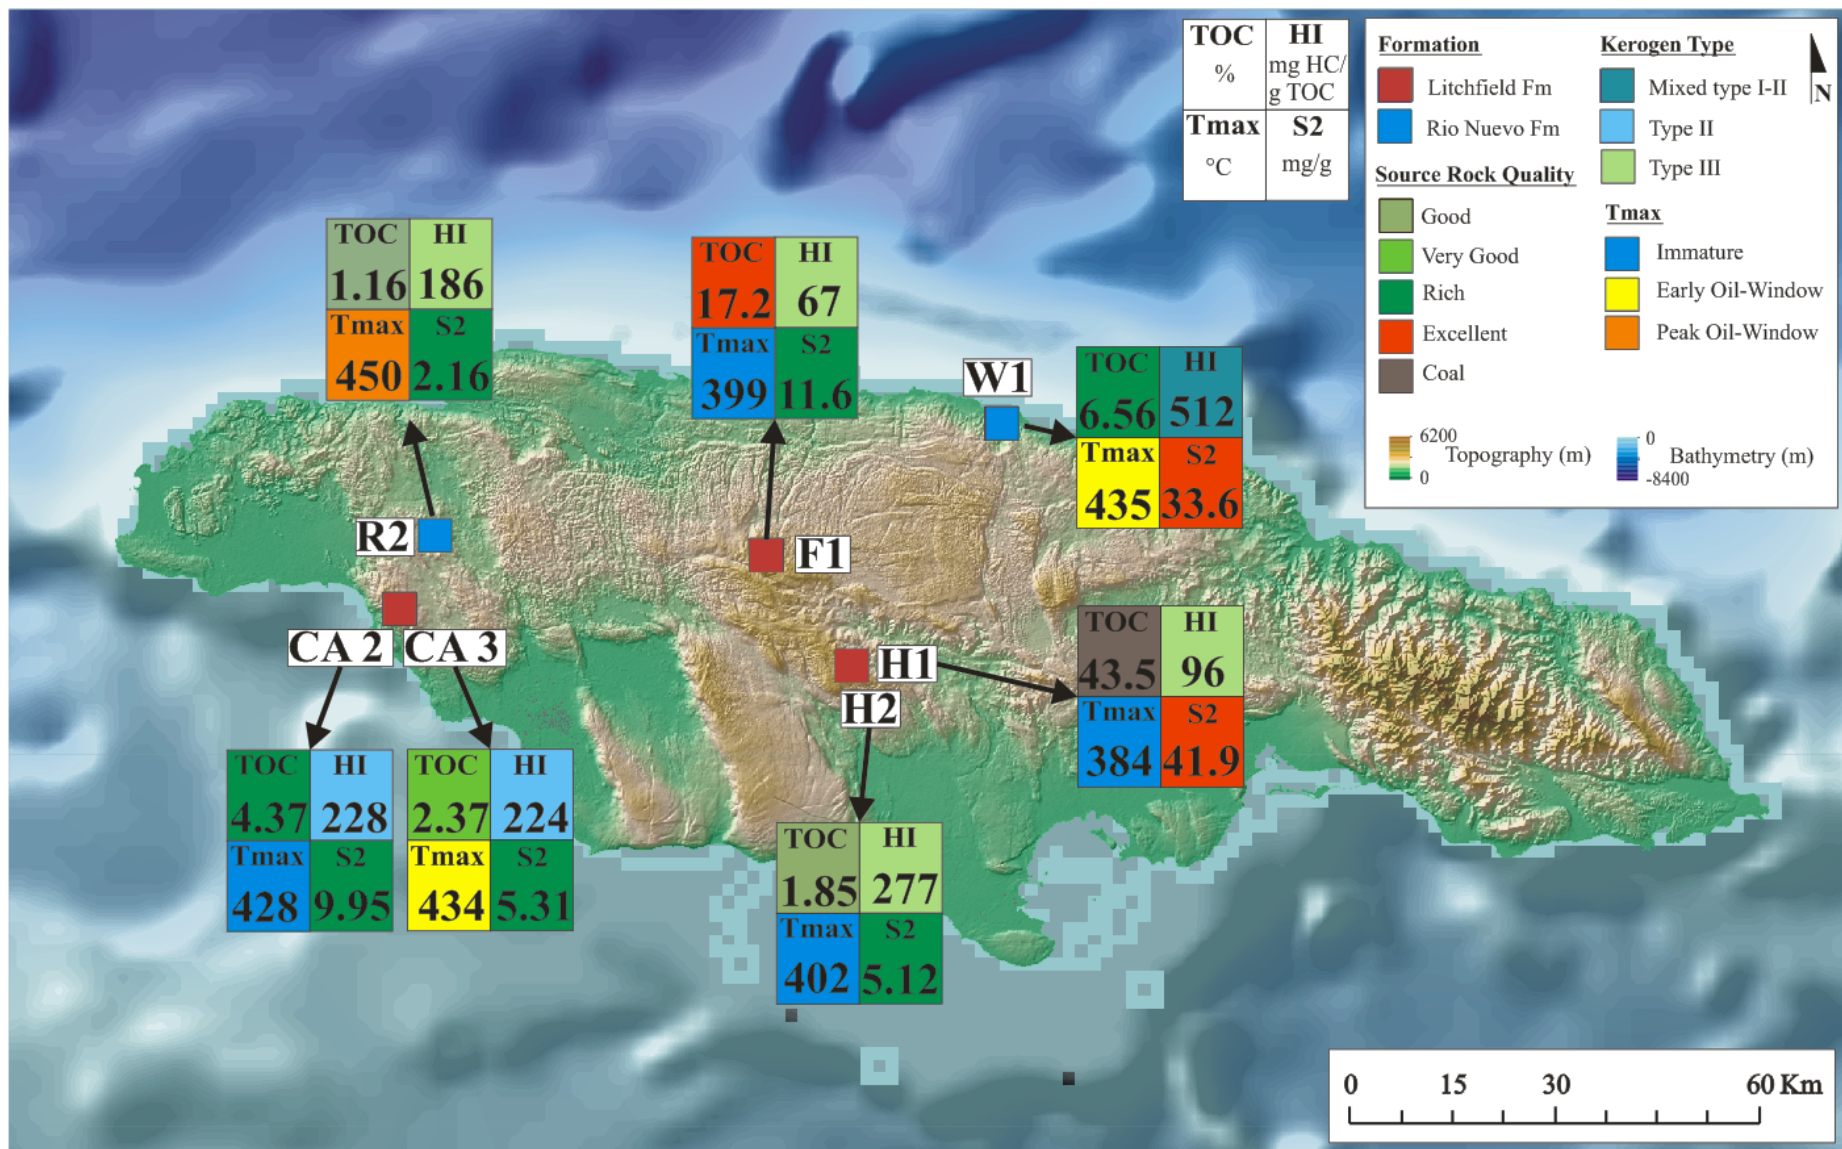 TOC HI
% mg HC/
g TOC
Tmax S2
°C mg/g
Formation
Litchfield Fm
Rio Nuevo Fm
Source Rock Quality
Good
Very Good
Rich
Excellent
Coal
Kerogen Type
Mixed type I-II
Type II
Type III
Tmax
Immature
Early Oil-Window
Peak Oil-Window
N
6200
Topography (m)
0
0
Bathymetry (m)
-8400
TOC HI
1.16 186
Tmax S2
450 2.16
R2
TOC HI
17.2 67
Tmax S2
399 11.6
F1
W1
TOC HI
6.56 512
Tmax S2
435 33.6
CA 2 CA 3
H1
H2
TOC HI
43.5 96
Tmax S2
384 41.9
TOC HI
4.37 228
Tmax S2
428 9.95
TOC HI
2.37 224
Tmax S2
434 5.31
TOC HI
1.85 277
Tmax S2
402 5.12
0 15 30 60 Km